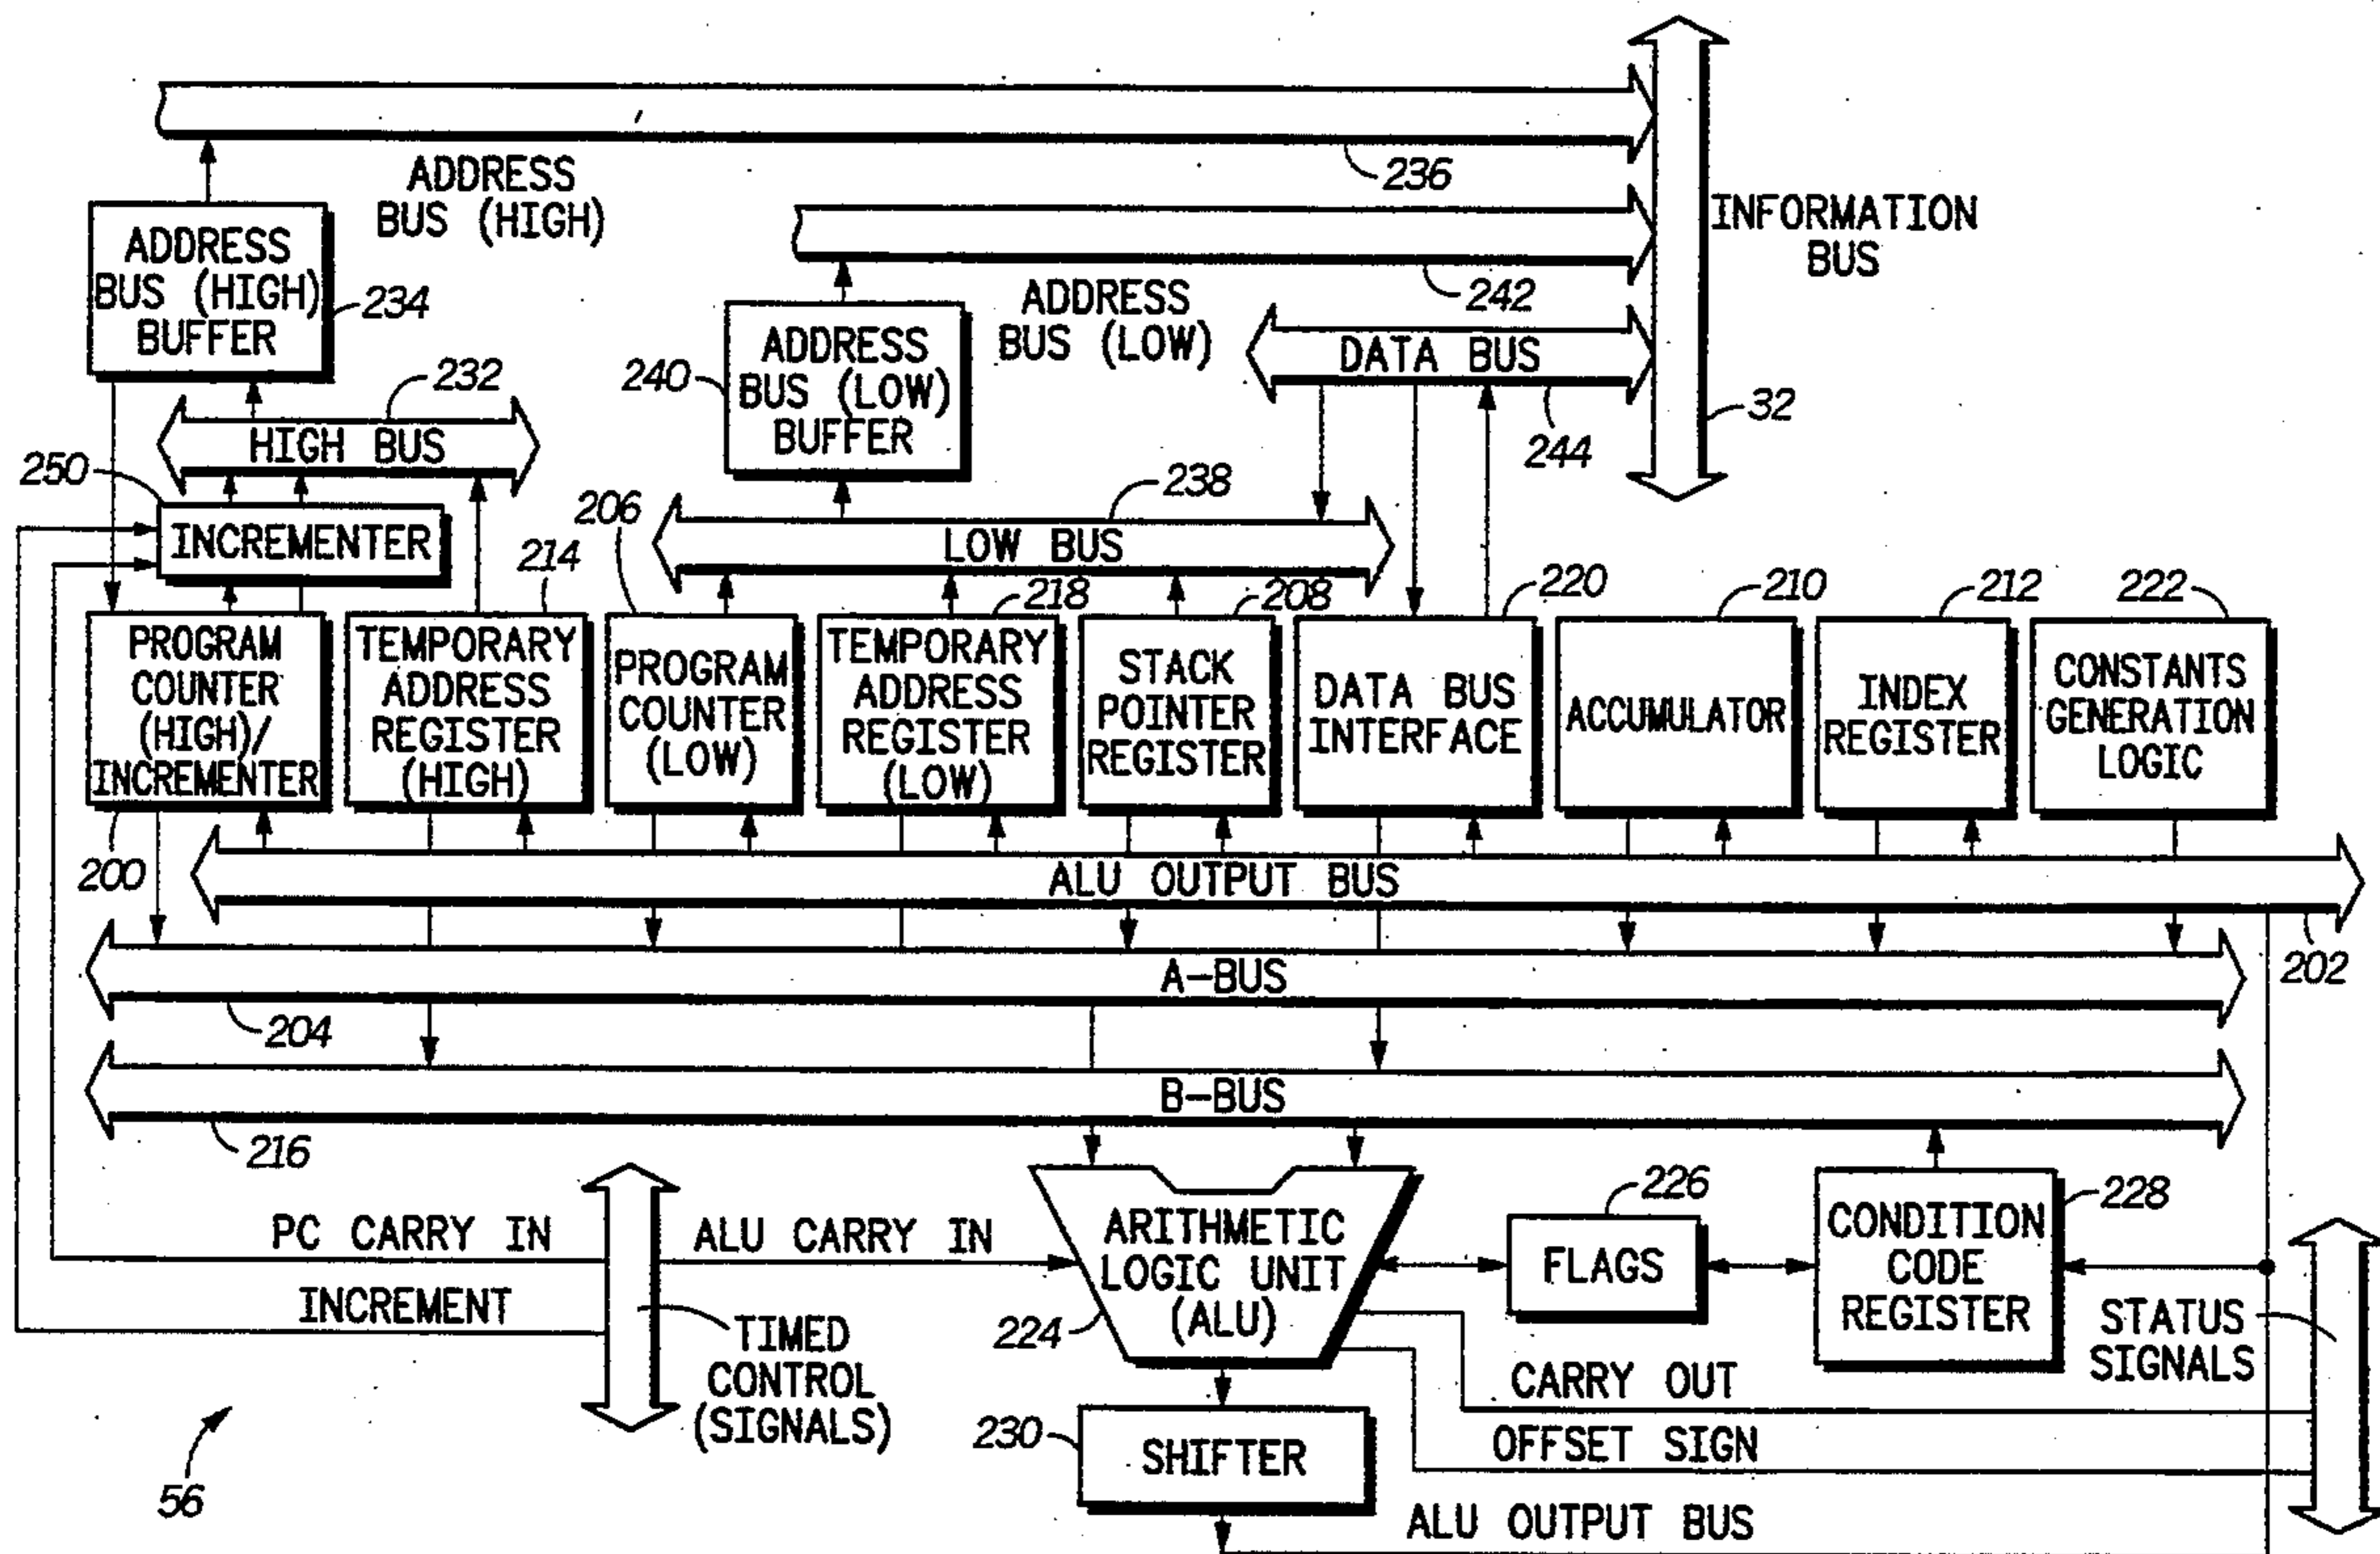 ADDRESS
BUS (HIGH)
236
INFORMATION
BUS
ADDRESS
BUS (HIGH)
BUFFER
234
242
ADDRESS
BUS (LOW)
ADDRESS
BUS (LOW)
BUFFER
240
DATA BUS
244
32
232
HIGH BUS
250
INCREMENTER
238
LOW BUS
206
214
218
208
220
210
212
222
PROGRAM
COUNTER
(HIGH)/
INCREMENTER
TEMPORARY
ADDRESS
REGISTER
(HIGH)
PROGRAM
COUNTER
(LOW)
TEMPORARY
ADDRESS
REGISTER
(LOW)
STACK
POINTER
REGISTER
DATA BUS
INTERFACE
ACCUMULATOR
INDEX
REGISTER
CONSTANTS
GENERATION
LOGIC
200
ALU OUTPUT BUS
202
A-BUS
204
B-BUS
216
PC CARRY IN
INCREMENT
ALU CARRY IN
TIMED
CONTROL
(SIGNALS)
ARITHMETIC
LOGIC UNIT
(ALU)
224
226
FLAGS
228
CONDITION
CODE
REGISTER
STATUS
SIGNALS
CARRY OUT
OFFSET SIGN
230
SHIFTER
ALU OUTPUT BUS
56